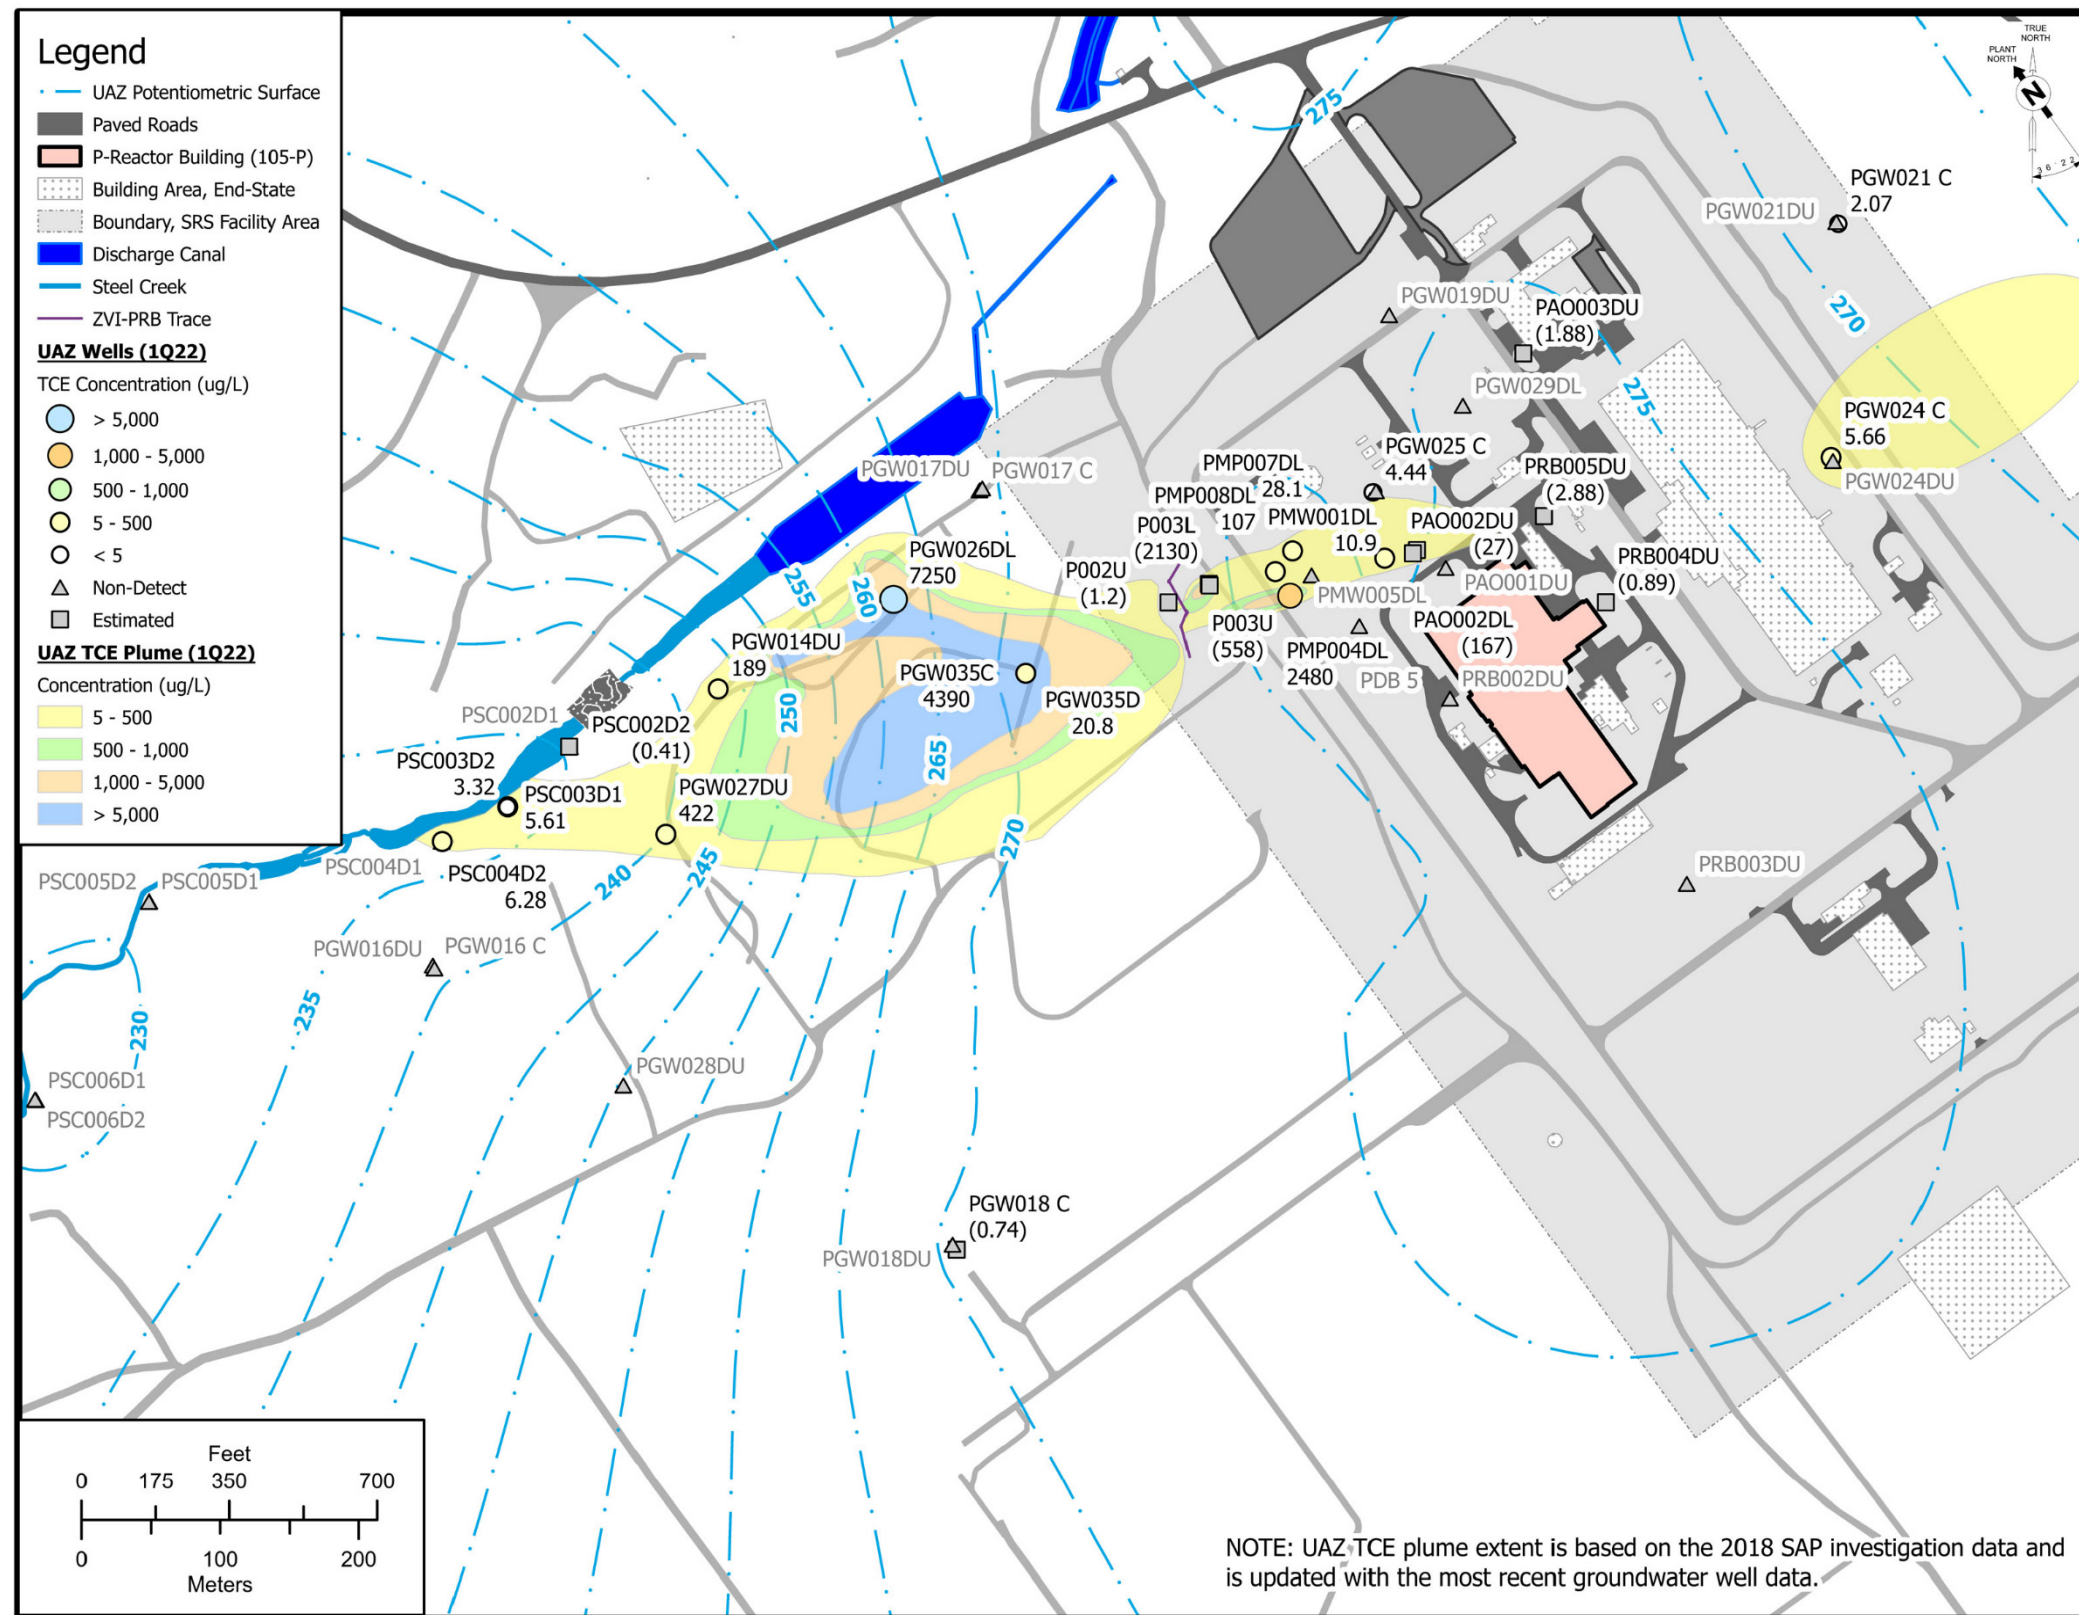 Legend
UAZ Potentiometric Surface
Paved Roads
P-Reactor Building (105-P)
Building Area, End-State
Boundary, SRS Facility Area
Discharge Canal
Steel Creek
ZVI-PRB Trace
UAZ Wells (1Q22)
TCE Concentration (ug/L)
> 5,000
1,000 - 5,000
500 - 1,000
5 - 500
< 5
Non-Detect
Estimated
UAZ TCE Plume (1Q22)
Concentration (ug/L)
5 - 500
500 - 1,000
1,000 - 5,000
> 5,000
TRUE
NORTH
PLANT
NORTH
N
36.22
275
PGW021 C
2.07
PGW021DU
270
PGW019DU
PAO003DU
(1.88)
PGW029DL
275
PGW024 C
5.66
PGW024DU
PGW025 C
4.44
PRB005DU
(2.88)
PGW017DU
PGW017 C
PMP007DL
28.1
PMP008DL
107
PMW001DL
10.9
P003L
(2130)
PAO002DU
(27)
PRB004DU
(0.89)
PGW026DL
7250
P002U
(1.2)
PAO001DU
PMW005DL
255
260
PGW014DU
189
P003U
(558)
PAO002DL
(167)
PMP004DL
2480
PGW035C
4390
PGW035D
20.8
PDB 5
PRB002DU
250
265
PSC002D1
PSC002D2
(0.41)
PSC003D2
3.32
PSC003D1
5.61
PGW027DU
422
270
PSC004D1
PSC004D2
6.28
240
245
PSC005D2
PSC005D1
PRB003DU
PGW016DU
PGW016 C
235
230
PGW028DU
PSC006D1
PSC006D2
PGW018 C
(0.74)
PGW018DU
Feet
0 175 350 700
0 100 200
Meters
NOTE: UAZ TCE plume extent is based on the 2018 SAP investigation data and
is updated with the most recent groundwater well data.